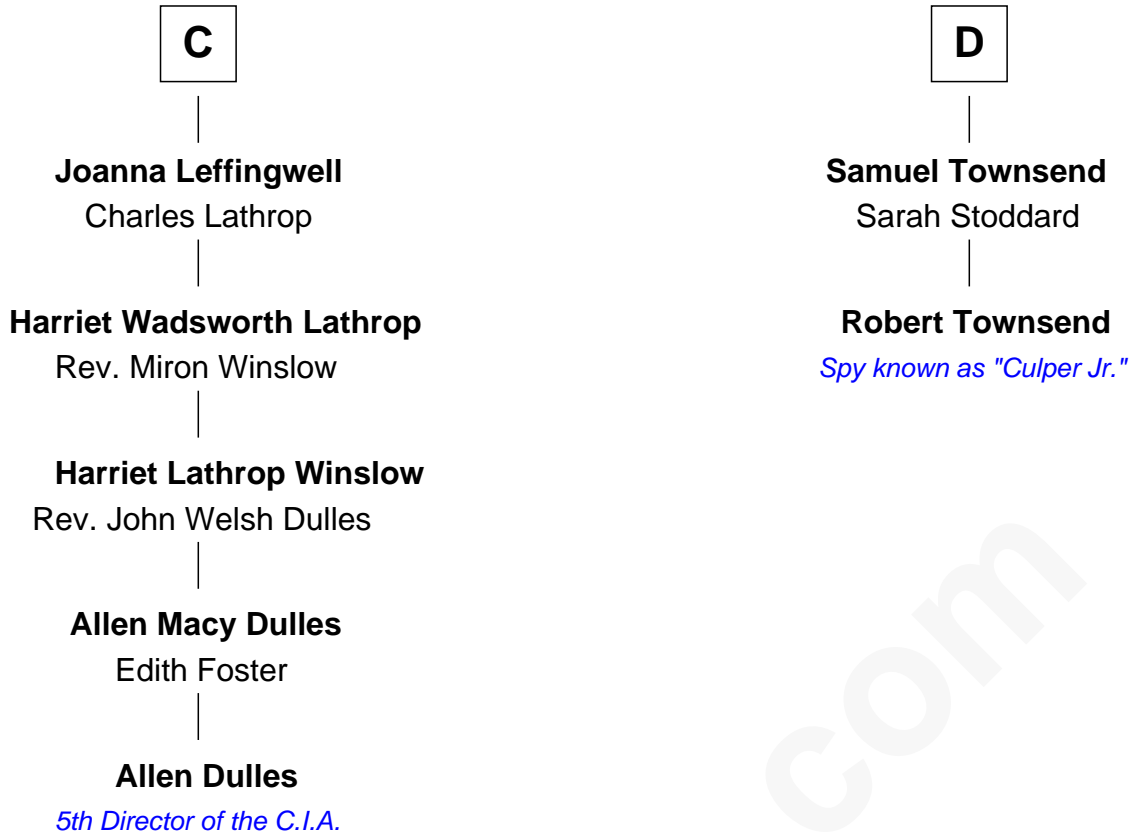 C
Joanna Leffingwell
Charles Lathrop
Harriet Wadsworth Lathrop
Rev. Miron Winslow
Harriet Lathrop Winslow
Rev. John Welsh Dulles
Allen Macy Dulles
Edith Foster
Allen Dulles
5th Director of the C.I.A.
D
Samuel Townsend
Sarah Stoddard
Robert Townsend
Spy known as "Culper Jr."
com